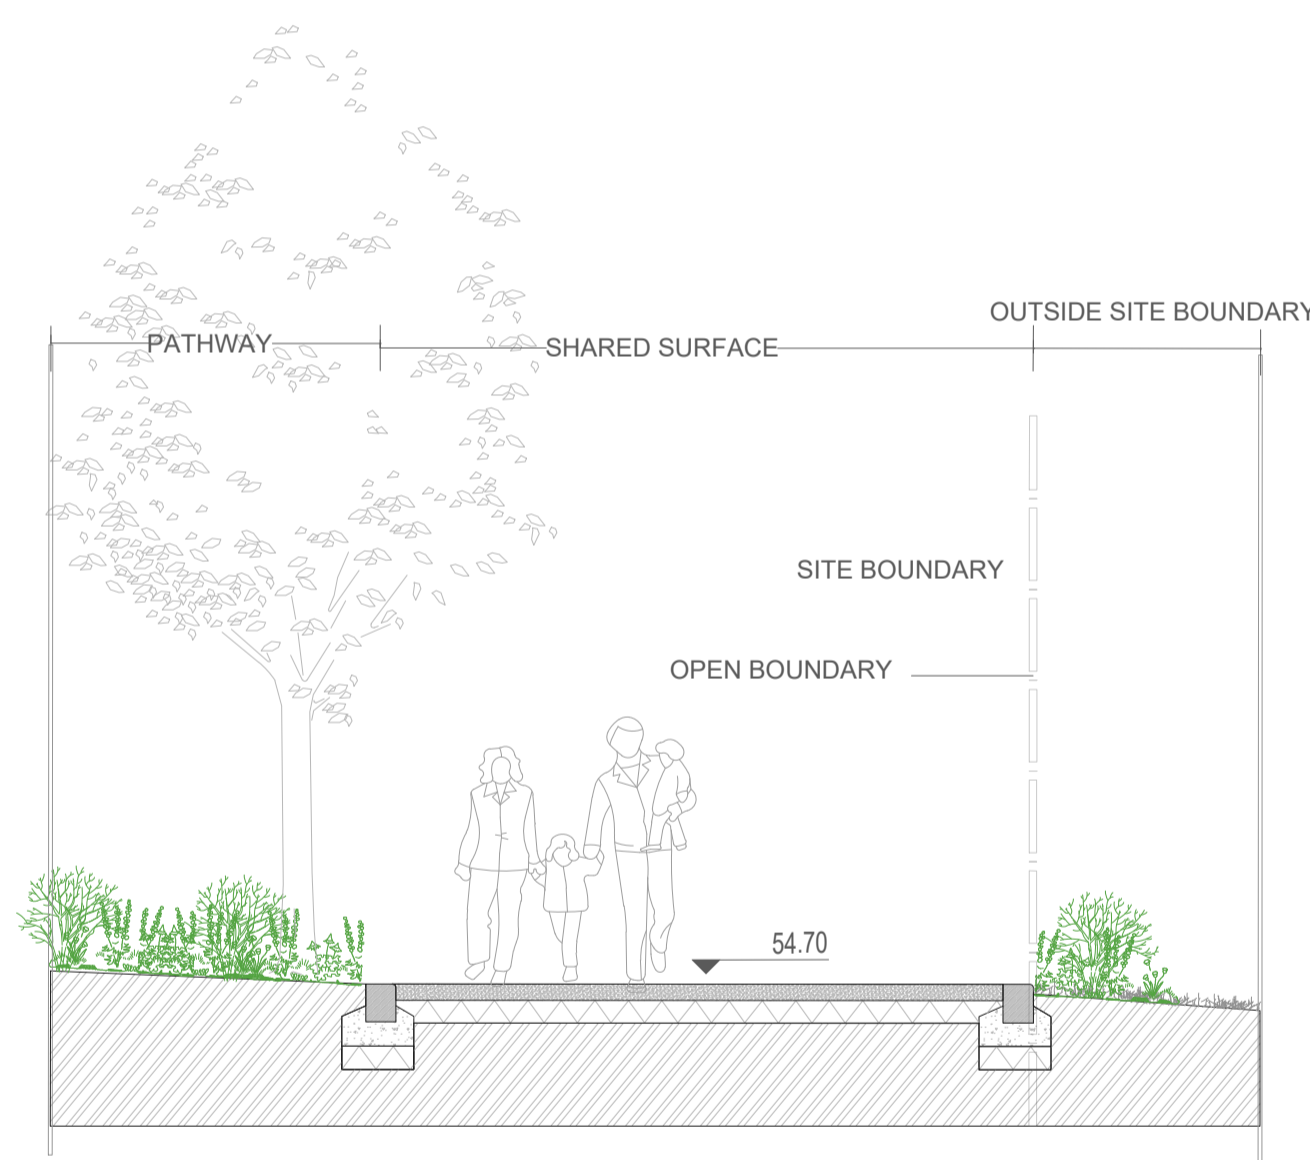 OUTSIDE SITE BOUNDARY
PATHWAY
SHARED SURFACE
SITE BOUNDARY
OPEN BOUNDARY
54.70